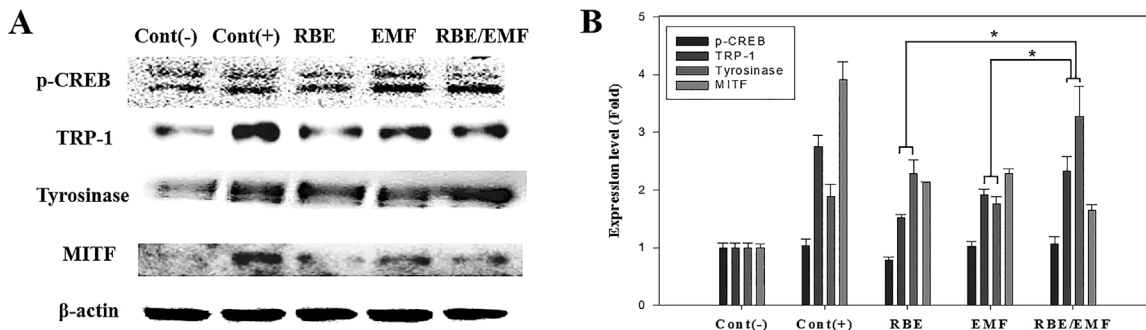 A
Cont(-) Cont(+) RBE EMF RBE/EMF
p-CREB
TRP-1
Tyrosinase
MITF
β-actin
B
Expression level (Fold)
5
4
3
2
1
0
p-CREB
TRP-1
Tyrosinase
MITF
*
*
Cont(-) Cont(+) RBE EMF RBE/EMF